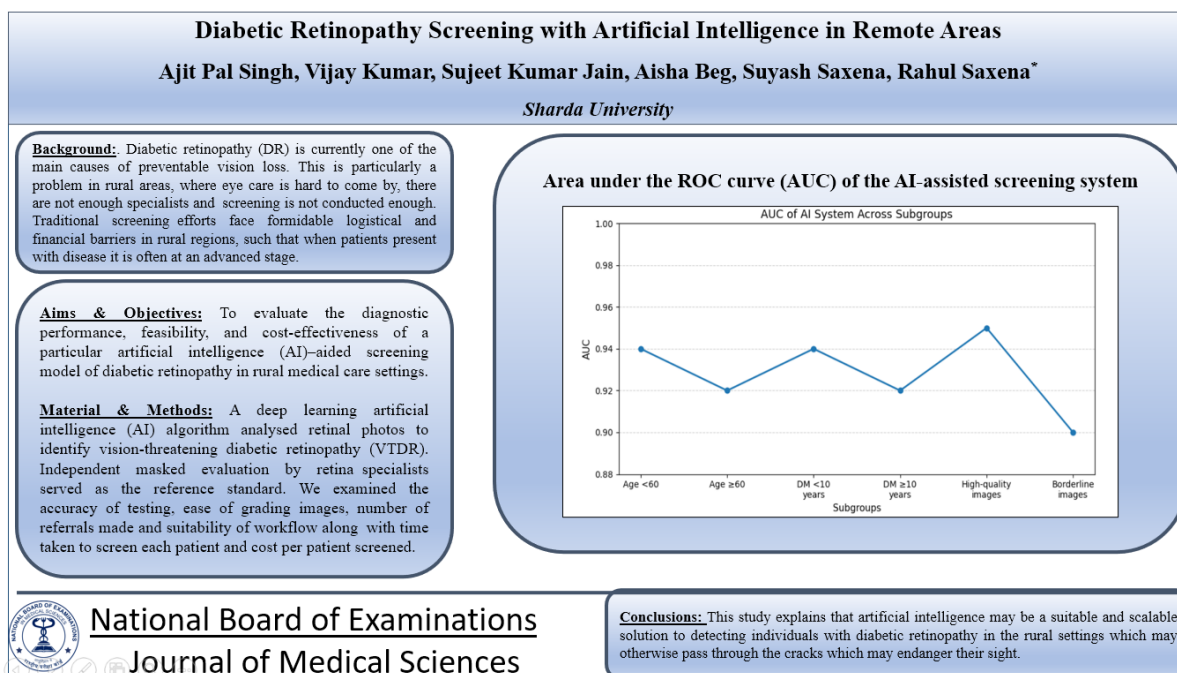 Diabetic Retinopathy Screening with Artificial Intelligence in Remote Areas
Ajit Pal Singh, Vijay Kumar, Sujeet Kumar Jain, Aisha Beg, Suyash Saxena, Rahul Saxena*
Sharda University
Background:. Diabetic retinopathy (DR) is currently one of the
main causes of preventable vision loss. This is particularly a
problem in rural areas, where eye care is hard to come by, there
are not enough specialists and screening is not conducted enough.
Traditional screening efforts face formidable logistical and
financial barriers in rural regions, such that when patients present
with disease it is often at an advanced stage.
Aims & Objectives: To evaluate the diagnostic
performance, feasibility, and cost-effectiveness of a
particular artificial intelligence (AI)–aided screening
model of diabetic retinopathy in rural medical care settings.
Material & Methods: A deep learning artificial
intelligence (AI) algorithm analysed retinal photos to
identify vision-threatening diabetic retinopathy (VTDR).
Independent masked evaluation by retina specialists
served as the reference standard. We examined the
accuracy of testing, ease of grading images, number of
referrals made and suitability of workflow along with time
taken to screen each patient and cost per patient screened.
Area under the ROC curve (AUC) of the AI-assisted screening system
AUC of AI System Across Subgroups
1.00
0.98
0.96
0.94
0.92
0.90
0.88
AUC
Age <60
Age ≥60
DM <10
years
DM ≥10
years
High-quality
images
Borderline
images
Subgroups
NATIONAL BOARD OF EXAMINATIONS
IN MEDICAL SCIENCES
National Board of Examinations
Journal of Medical Sciences
Conclusions: This study explains that artificial intelligence may be a suitable and scalable
solution to detecting individuals with diabetic retinopathy in the rural settings which may
otherwise pass through the cracks which may endanger their sight.